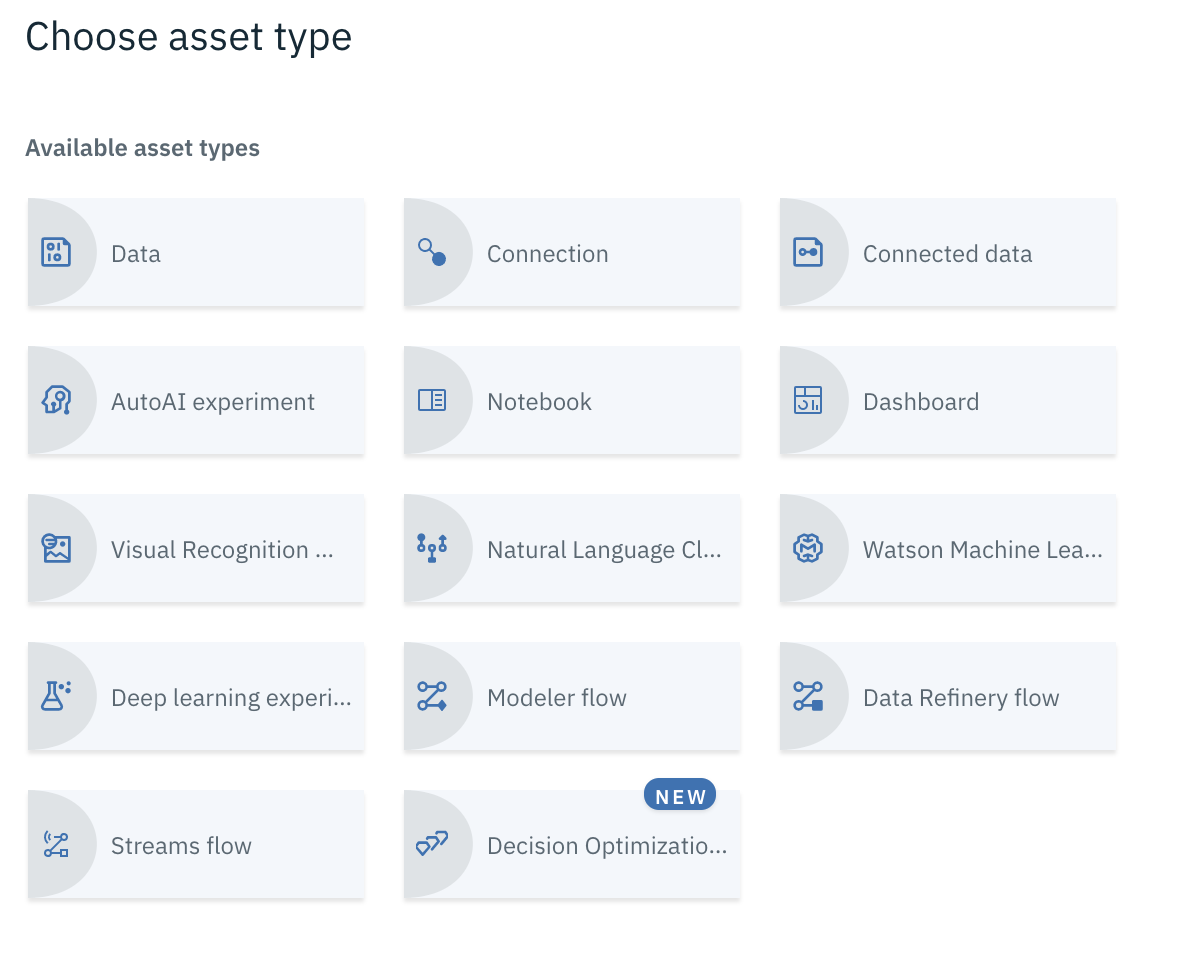 Choose asset type
Available asset types
Data
Connection
Connected data
AutoAI experiment
Notebook
Dashboard
Visual Recognition ...
Natural Language Cl...
Watson Machine Lea...
Deep learning experi...
Modeler flow
Data Refinery flow
Streams flow
NEW
Decision Optimizatio...